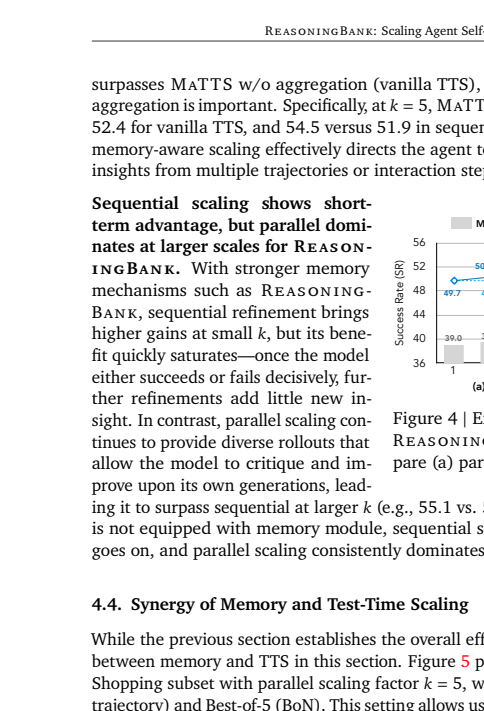 REASONINGBANK: Scaling Agent Self-
surpasses MATTS w/o aggregation (vanilla TTS),
aggregation is important. Specifically, at k = 5, MATT
52.4 for vanilla TTS, and 54.5 versus 51.9 in sequen
memory-aware scaling effectively directs the agent t
insights from multiple trajectories or interaction ste
Sequential scaling shows short-
term advantage, but parallel domi-
nates at larger scales for REASON-
INGBANK. With stronger memory
mechanisms such as REASONING-
BANK, sequential refinement brings
higher gains at small k, but its bene-
fit quickly saturates—once the model
either succeeds or fails decisively, fur-
ther refinements add little new in-
sight. In contrast, parallel scaling con-
tinues to provide diverse rollouts that
allow the model to critique and im-
prove upon its own generations, lead-
ing it to surpass sequential at larger k (e.g., 55.1 vs.
is not equipped with memory module, sequential s
goes on, and parallel scaling consistently dominates
M
Success Rate (SR)
56
52
48
44
40
36
50
49.7
39.0
1
(a)
Figure 4 | E
REASONING
pare (a) par
4.4. Synergy of Memory and Test-Time Scaling
While the previous section establishes the overall eff
between memory and TTS in this section. Figure 5 p
Shopping subset with parallel scaling factor k = 5, w
trajectory) and Best-of-5 (BoN). This setting allows us